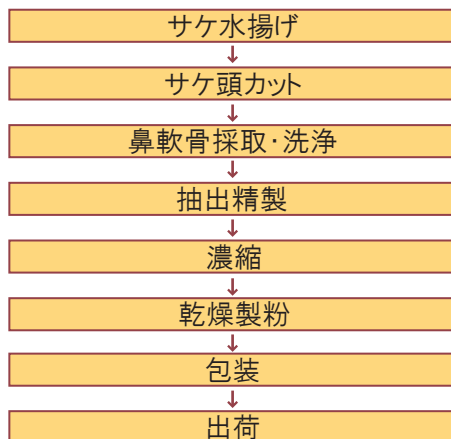 サケ水揚げ
サケ頭カット
鼻軟骨採取・洗浄
抽出精製
濃縮
乾燥製粉
包装
出荷